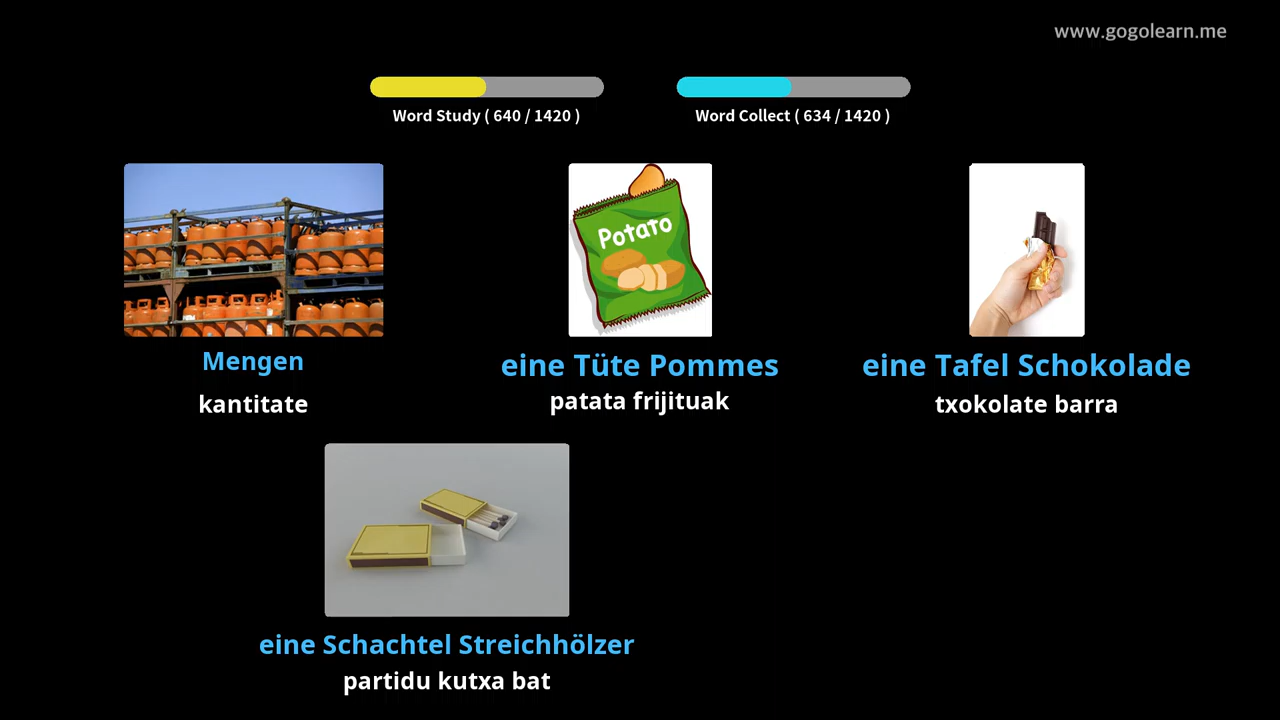 www.gogolearn.me
Word Study ( 640 / 1420 )
Word Collect ( 634 / 1420 )
Potato
Mengen
kantitate
eine Tüte Pommes
patata frijituak
eine Tafel Schokolade
txokolate barra
eine Schachtel Streichhölzer
partidu kutxa bat